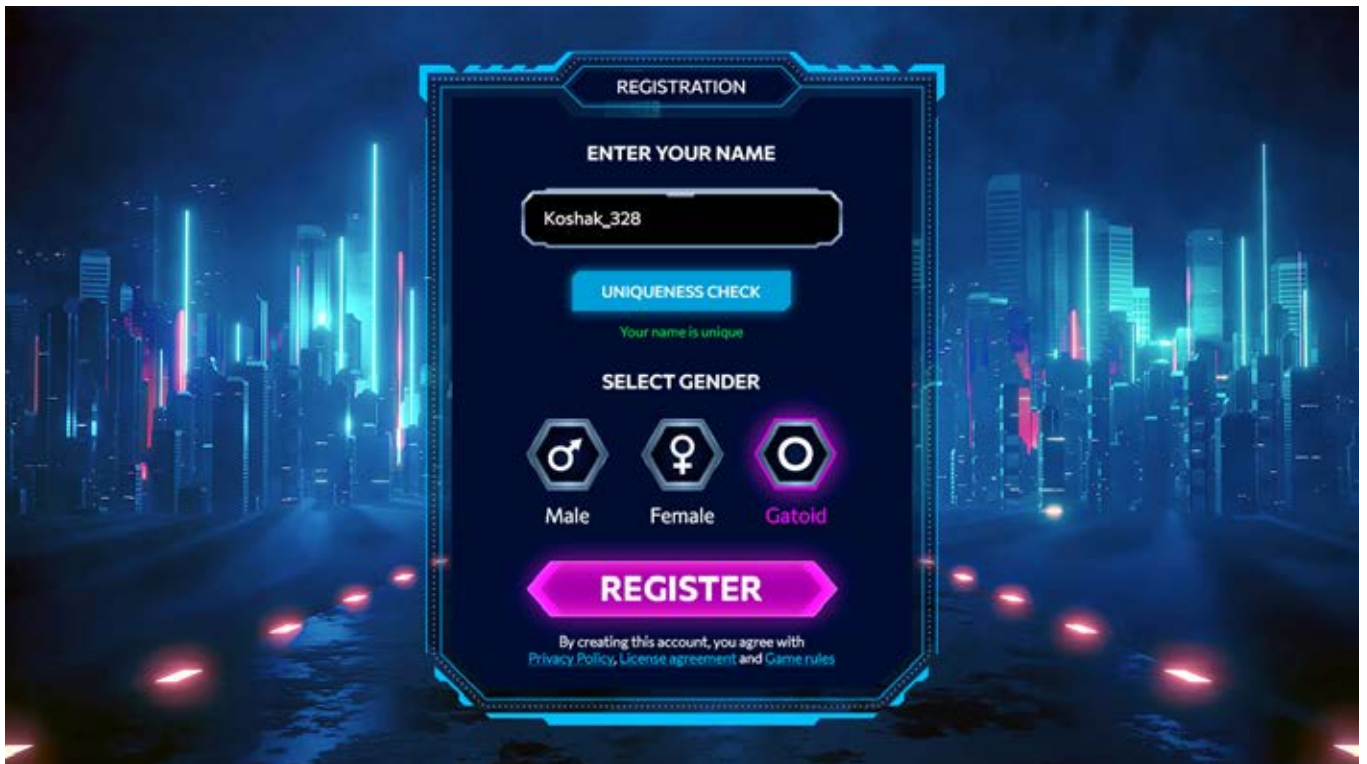 REGISTRATION
ENTER YOUR NAME
Koshak_328
UNIQUENESS CHECK
Your name is unique
SELECT GENDER
Male Female Gatoid
REGISTER
By creating this account, you agree with
Privacy Policy, License agreement and Game rules